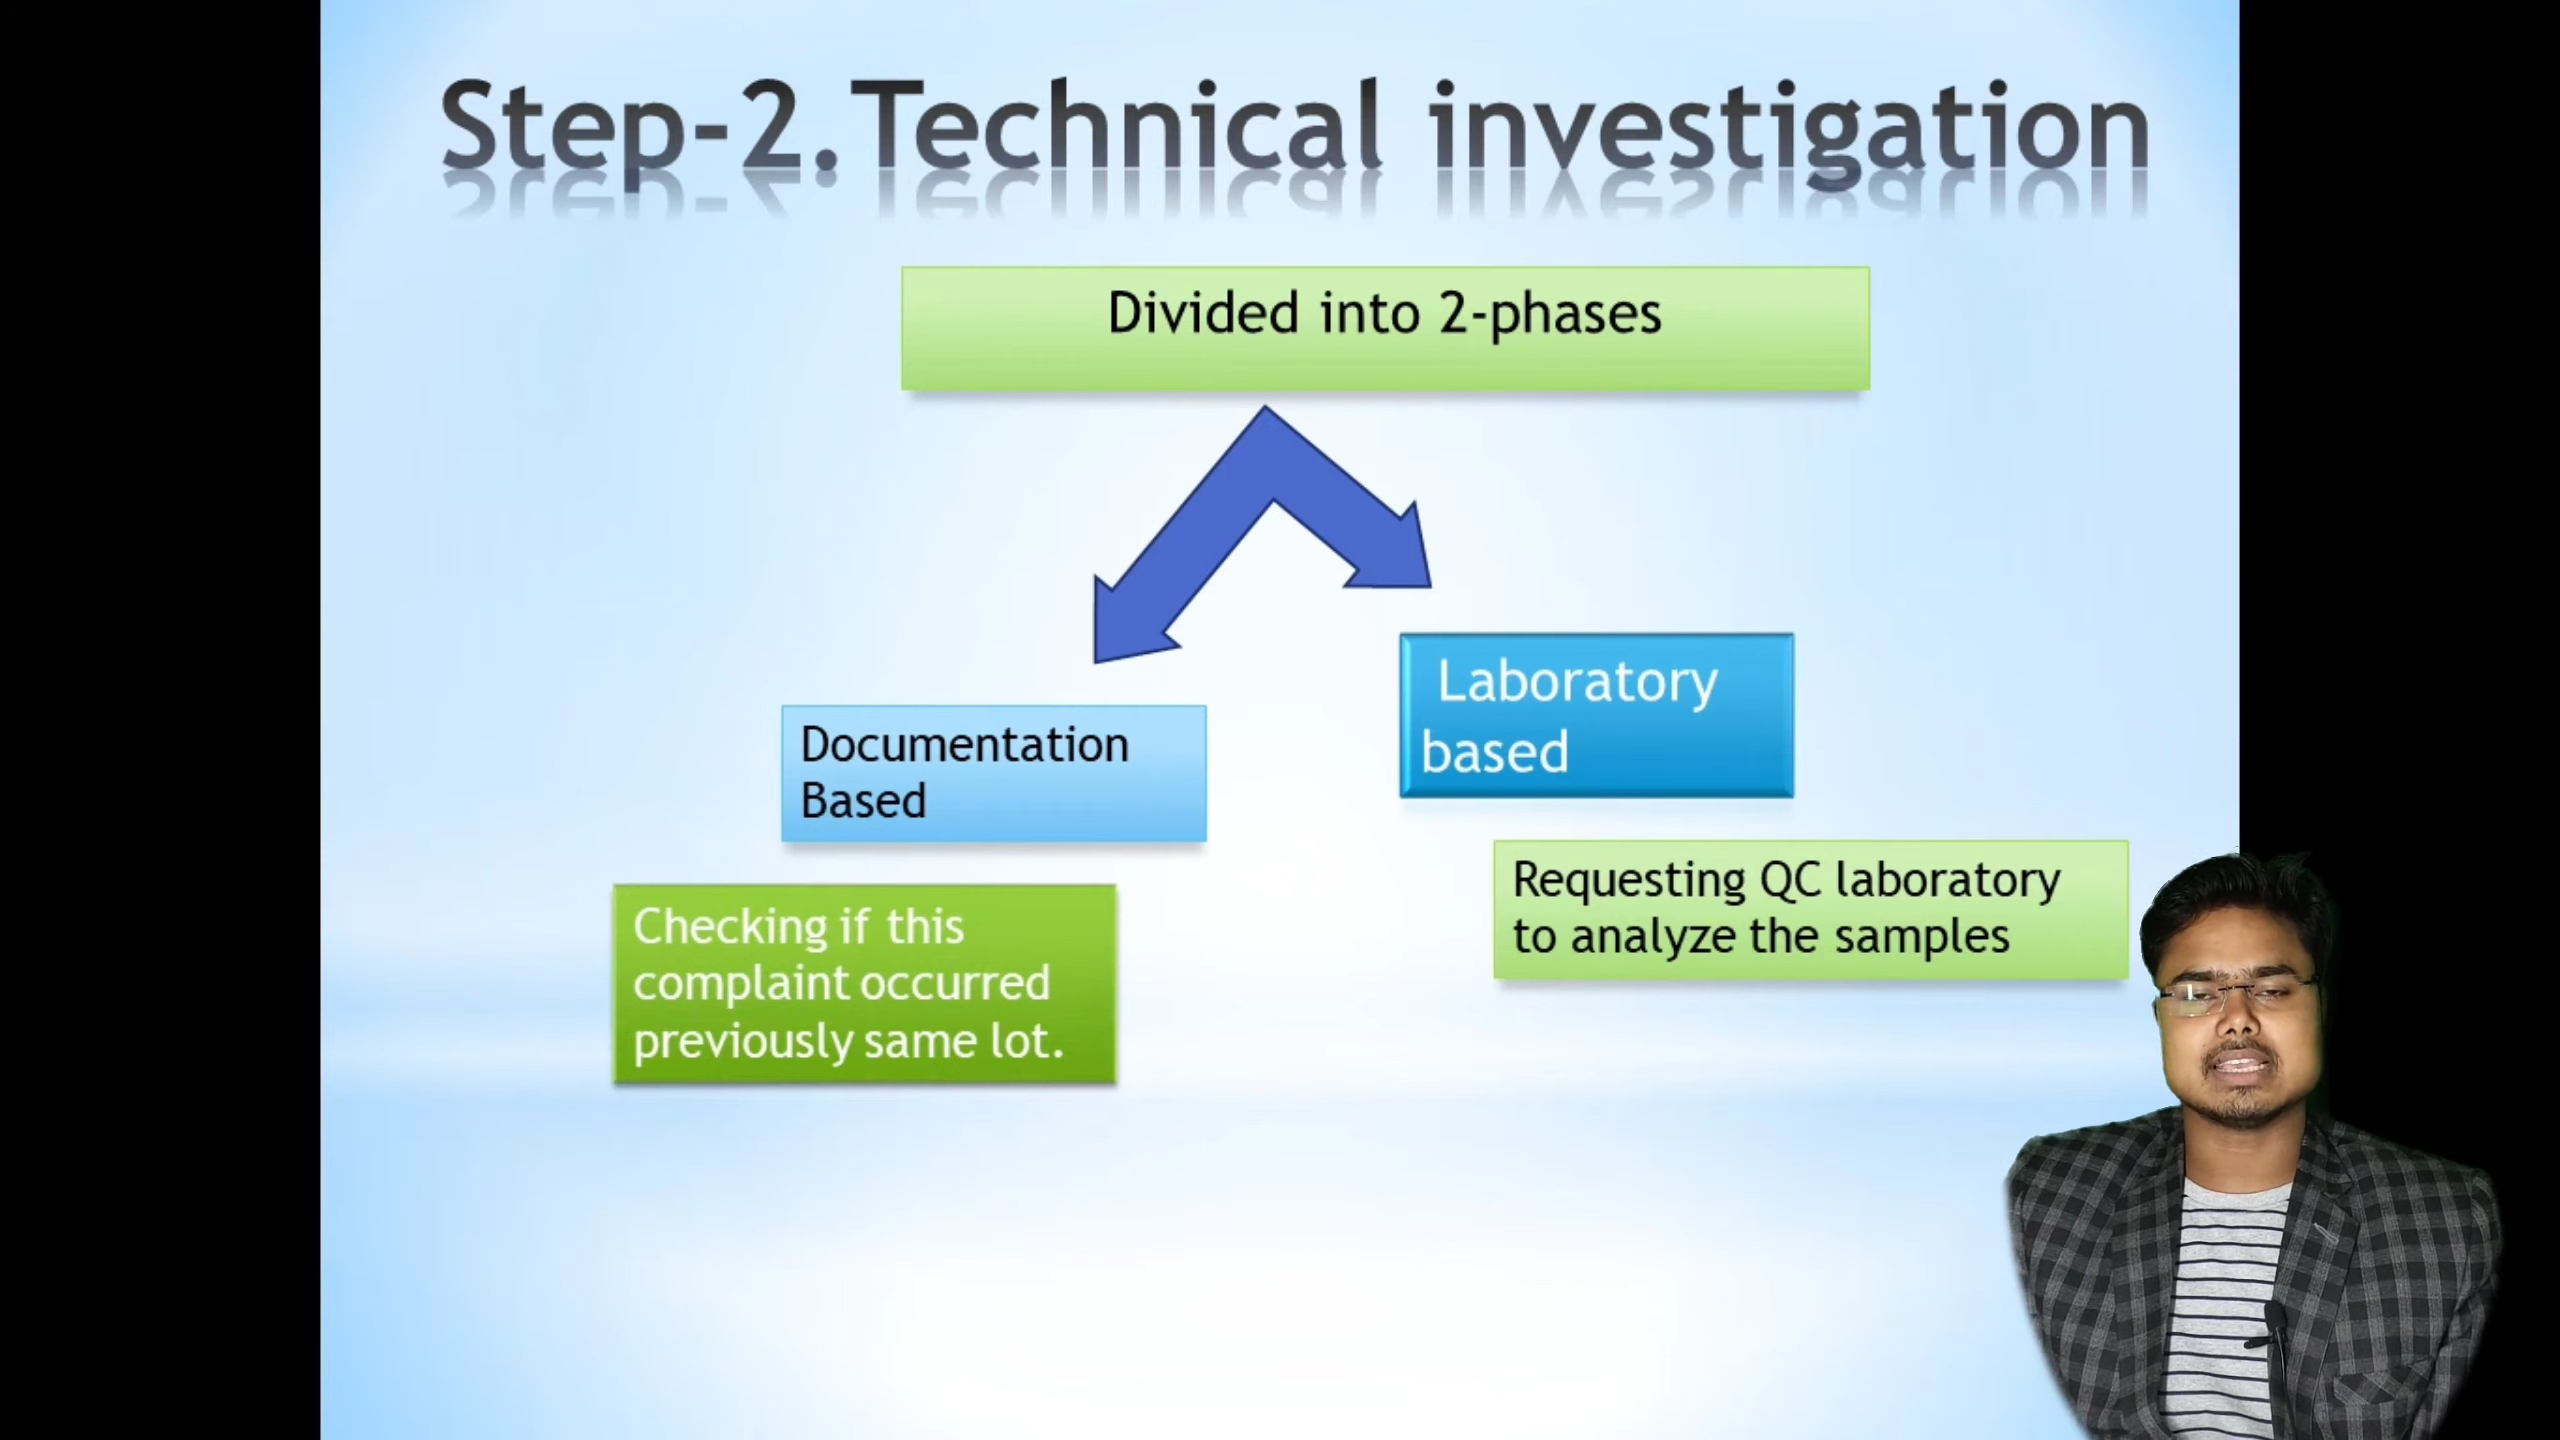 Step-2.Technical investigation
Divided into 2-phases
Documentation
Based
Checking if this
complaint occurred
previously same lot.
Laboratory
based
Requesting QC laboratory
to analyze the samples